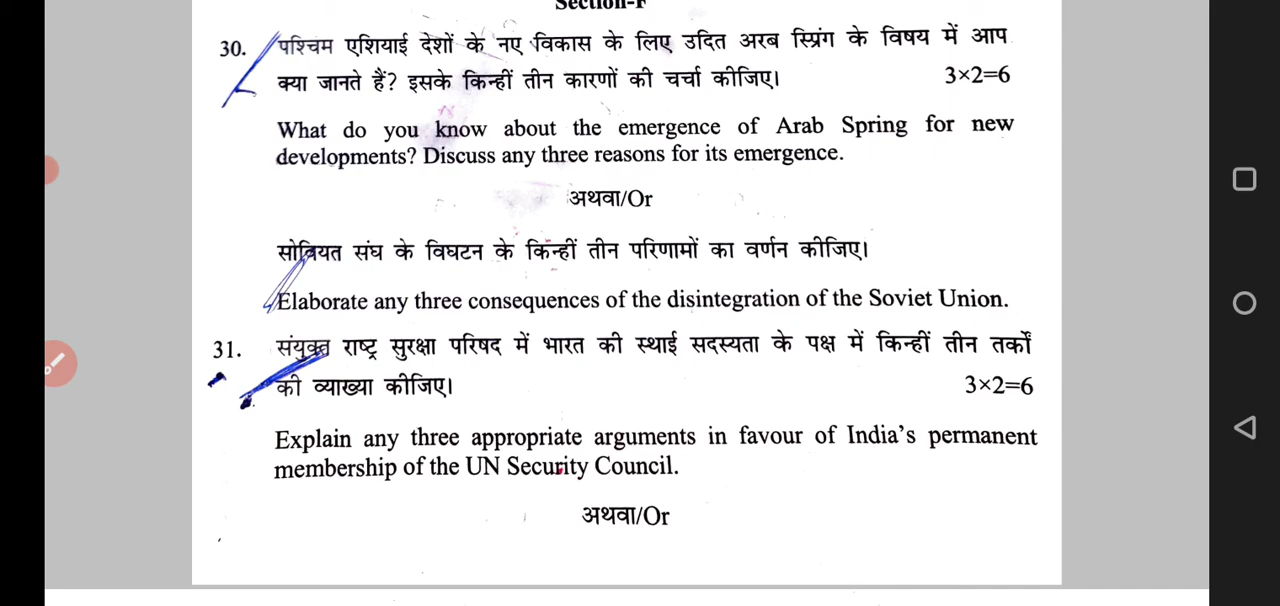 Section-F
30. पश्चिम एशियाई देशों के नए विकास के लिए उदित अरब स्प्रिंग के विषय में आप
क्या जानते हैं? इसके किन्हीं तीन कारणों की चर्चा कीजिए। 3×2=6
What do you know about the emergence of Arab Spring for new
developments? Discuss any three reasons for its emergence.
अथवा/Or
सोवियत संघ के विघटन के किन्हीं तीन परिणामों का वर्णन कीजिए।
Elaborate any three consequences of the disintegration of the Soviet Union.
31. संयुक्त राष्ट्र सुरक्षा परिषद में भारत की स्थाई सदस्यता के पक्ष में किन्हीं तीन तर्कों
की व्याख्या कीजिए। 3×2=6
Explain any three appropriate arguments in favour of India's permanent
membership of the UN Security Council.
अथवा/Or